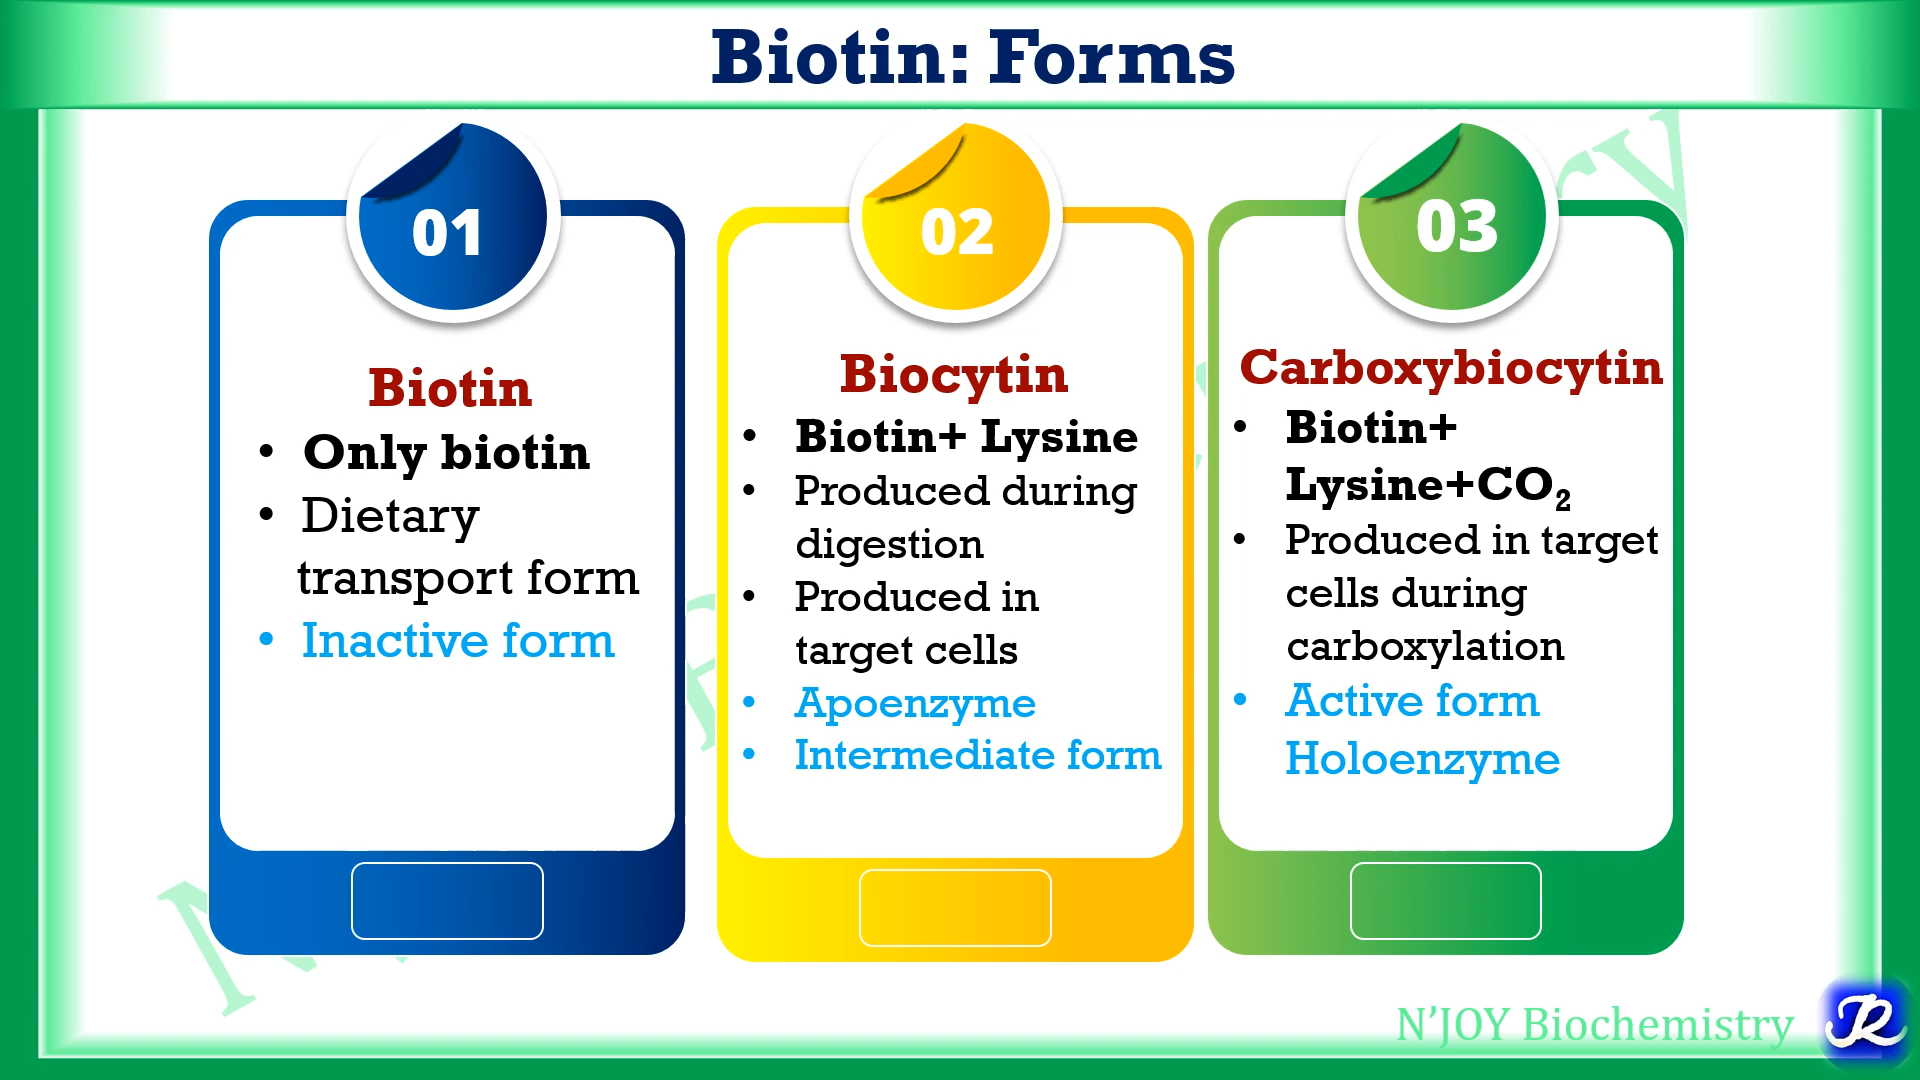 Biotin: Forms
01
Biotin
• Only biotin
• Dietary
transport form
• Inactive form
02
Biocytin
• Biotin+ Lysine
• Produced during
digestion
• Produced in
target cells
• Apoenzyme
• Intermediate form
03
Carboxybiocytin
• Biotin+
Lysine+CO₂
• Produced in target
cells during
carboxylation
• Active form
Holoenzyme
N’JOY Biochemistry